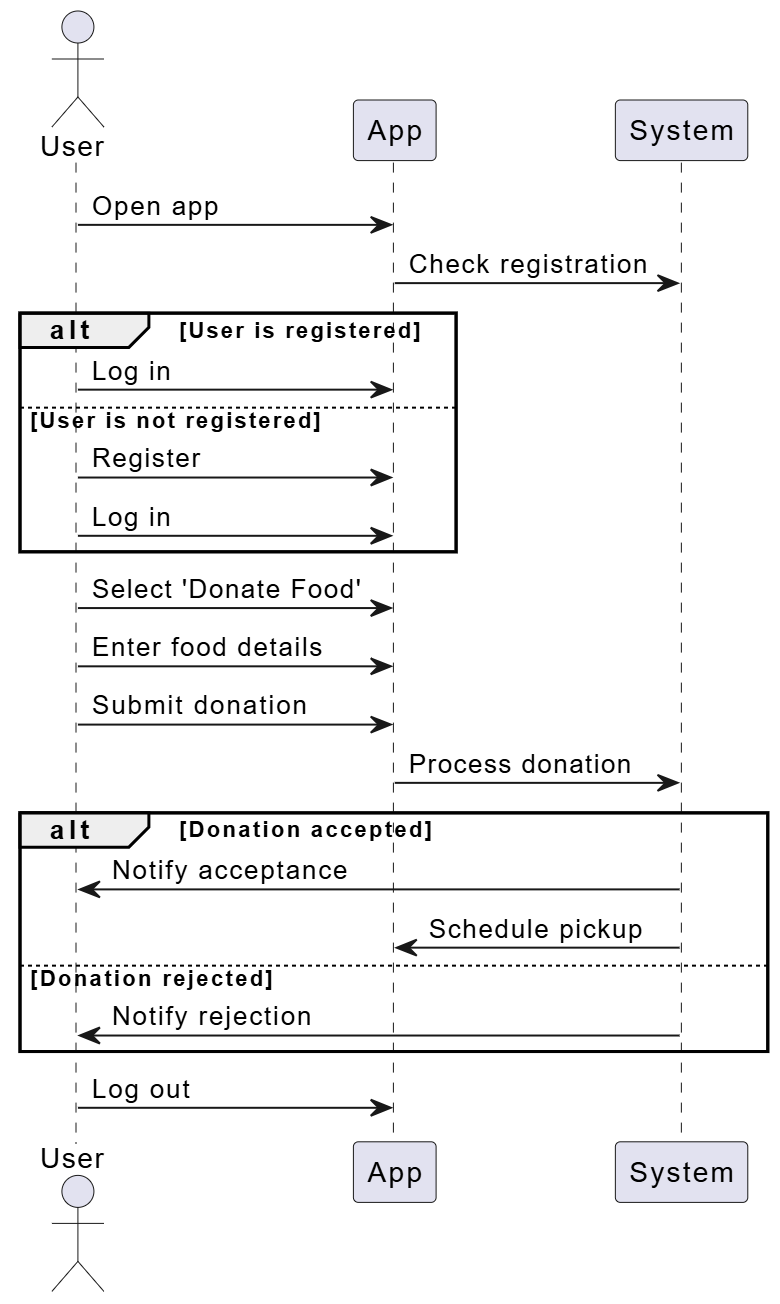 User
App
System
Open app
Check registration
alt
[User is registered]
Log in
[User is not registered]
Register
Log in
Select 'Donate Food'
Enter food details
Submit donation
Process donation
alt
[Donation accepted]
Notify acceptance
Schedule pickup
[Donation rejected]
Notify rejection
Log out
User
App
System